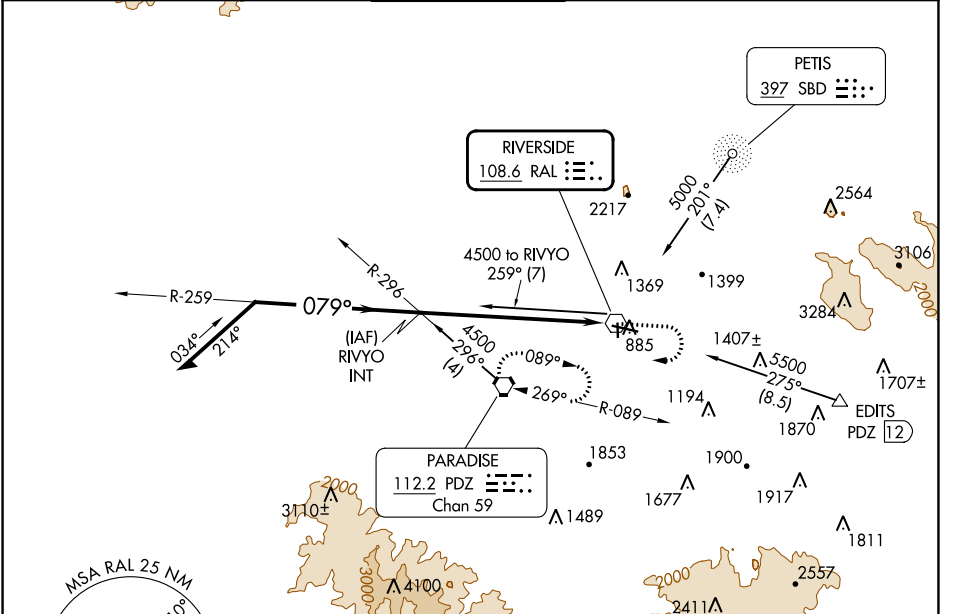 PETIS
397 SBD
RIVERSIDE
108.6 RAL
5000
201°
(7.4)
2217
2564
3106
2000
R-296
4500 to RIVYO
259° (7)
1369
1399
3284
R-259
079°
034°
214°
(IAF)
RIVYO
INT
4500
296°
(4)
885
089°
269°
R-089
1407±
5500
275°
(8.5)
1707±
1194
EDITS
PDZ 12
1870
PARADISE
112.2 PDZ
Chan 59
1853
1900
1677
1917
2000
3110±
1489
1811
MSA RAL 25 NM
3000
4100
2000
2557
2411